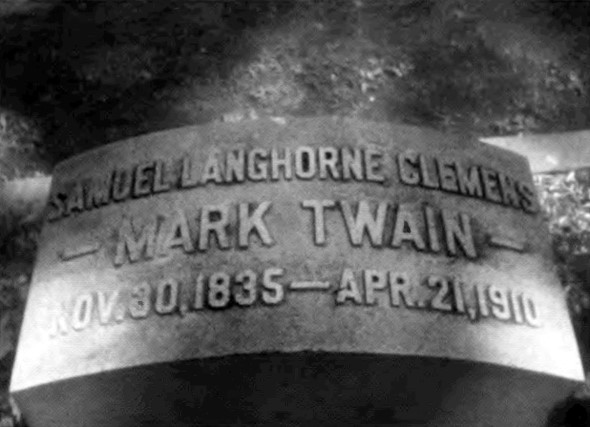 SAMUEL LANGHORNE CLEMENS
— MARK TWAIN —
NOV. 30, 1835 — APR. 21, 1910